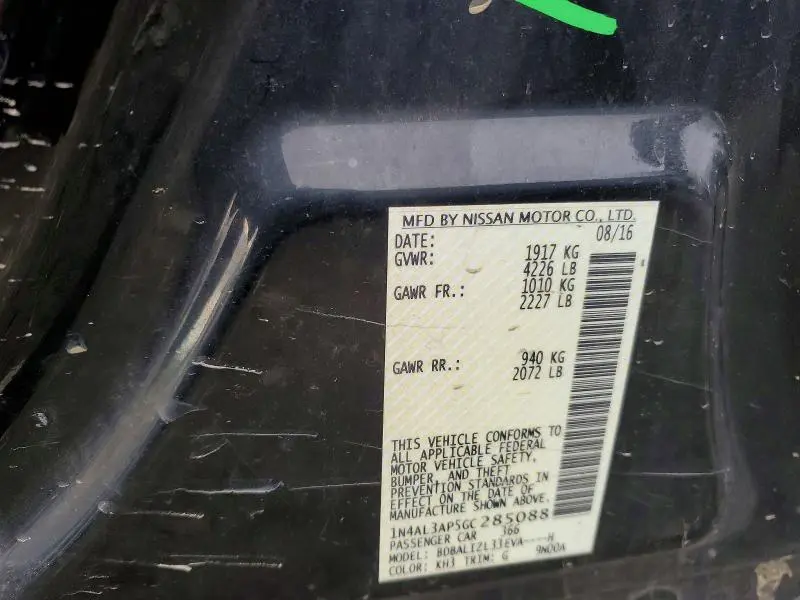 MFD BY NISSAN MOTOR CO., LTD.
DATE: 08/16
GVWR: 1917 KG
4226 LB
GAWR FR.: 1010 KG
2227 LB
GAWR RR.: 940 KG
2072 LB
THIS VEHICLE CONFORMS TO
ALL APPLICABLE FEDERAL
MOTOR VEHICLE SAFETY,
BUMPER, AND THEFT
PREVENTION STANDARDS IN
EFFECT ON THE DATE OF
MANUFACTURE SHOWN ABOVE.
1N4AL3AP5GC285088
PASSENGER CAR 366
MODEL: BDBALIZL33EVA----H
COLOR: KH3 TRIM: G 9N00A